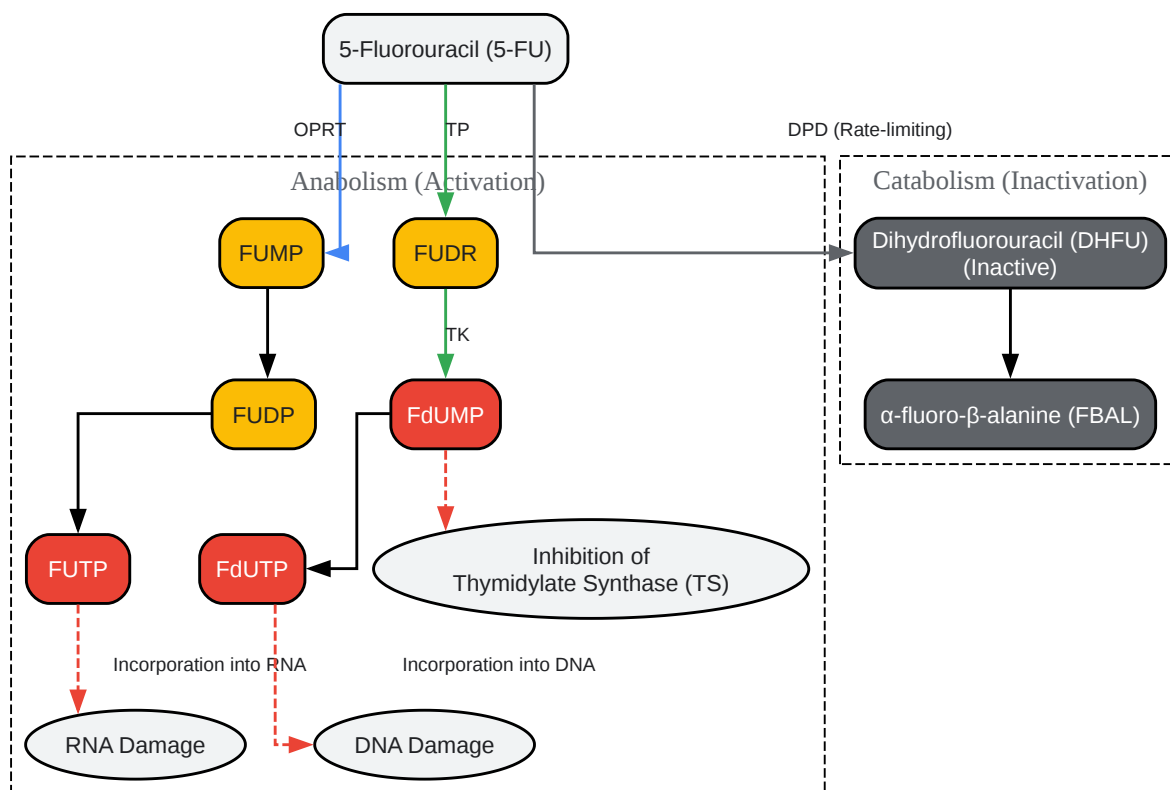 5-Fluorouracil (5-FU)
OPRT
TP
DPD (Rate-limiting)
Anabolism (Activation)
Catabolism (Inactivation)
FUMP
FUDR
Dihydrofluorouracil (DHFU)
(Inactive)
TK
FUDP
FdUMP
α-fluoro-β-alanine (FBAL)
FUTP
FdUTP
Inhibition of
Thymidylate Synthase (TS)
Incorporation into RNA
Incorporation into DNA
RNA Damage
DNA Damage